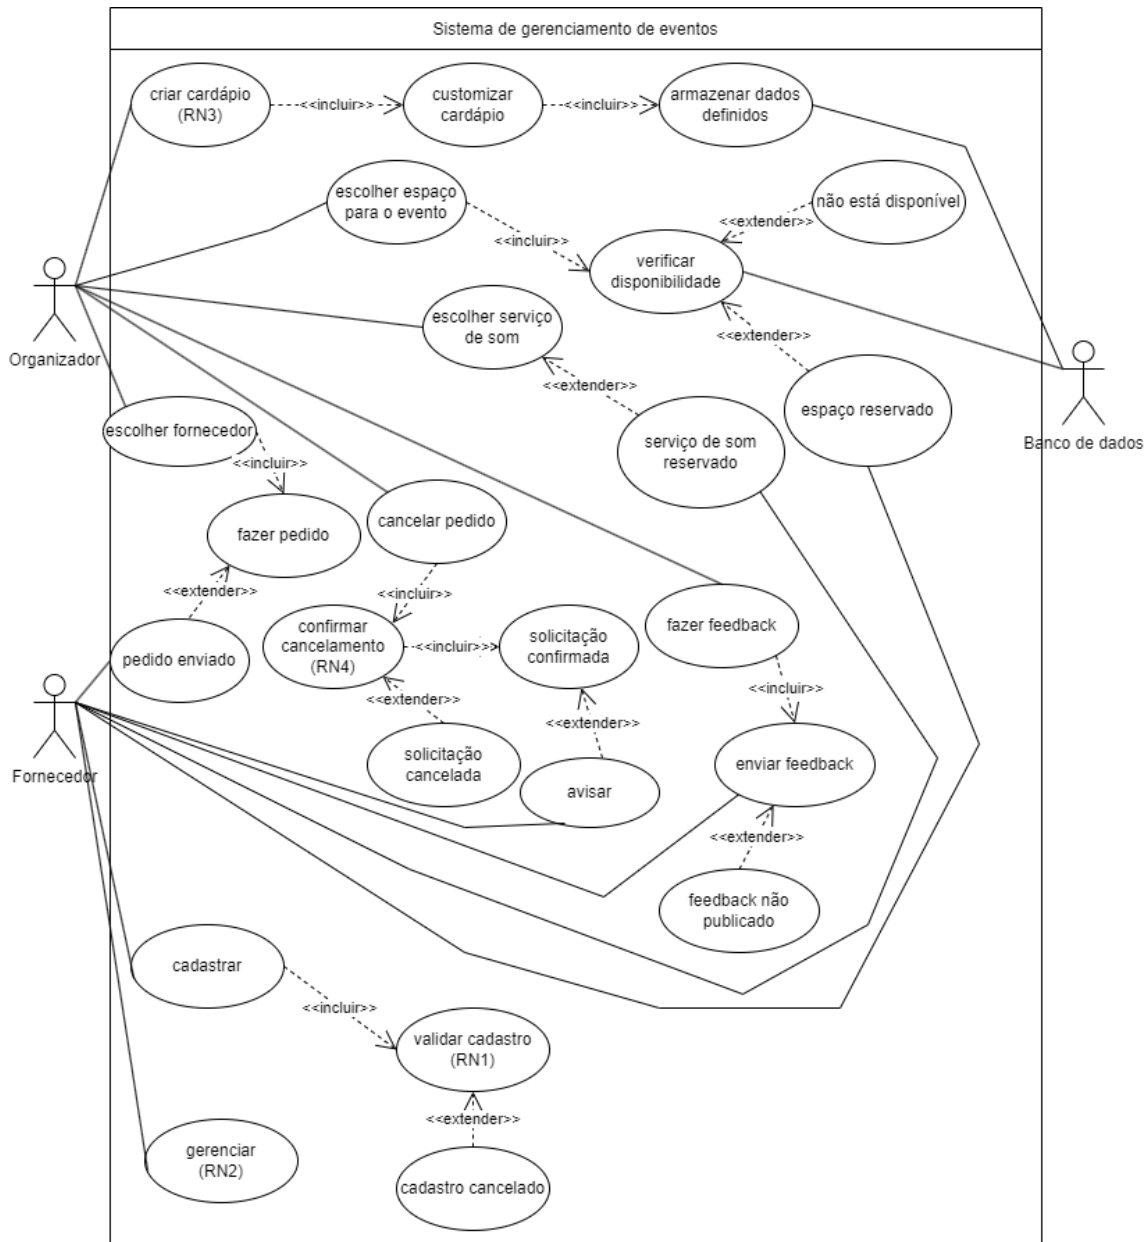 Sistema de gerenciamento de eventos
criar cardápio
(RN3)
<<incluir>>
customizar
cardápio
<<incluir>>
armazenar dados
definidos
escolher espaço
para o evento
<<incluir>>
não está disponível
<<extender>>
verificar
disponibilidade
Organizador
escolher serviço
de som
<<extender>>
<<extender>>
espaço reservado
Banco de dados
escolher fornecedor
<<incluir>>
serviço de som
reservado
fazer pedido
cancelar pedido
<<extender>>
<<incluir>>
pedido enviado
confirmar
cancelamento
(RN4)
<<incluir>>
solicitação
confirmada
fazer feedback
<<incluir>>
Fornecedor
<<extender>>
solicitação
cancelada
<<extender>>
avisar
enviar feedback
<<extender>>
feedback não
publicado
cadastrar
<<incluir>>
validar cadastro
(RN1)
<<extender>>
gerenciar
(RN2)
cadastro cancelado